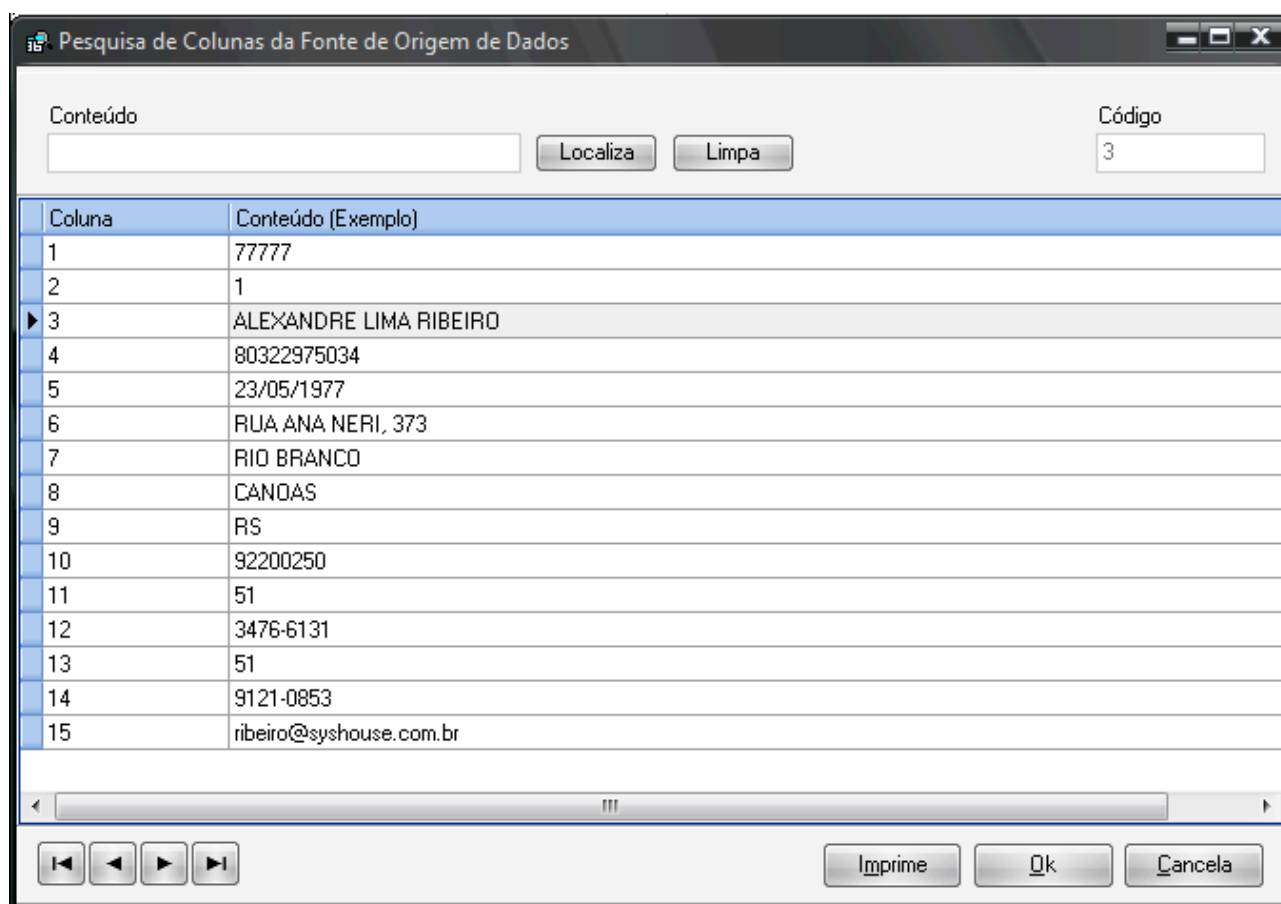 Pesquisa de Colunas da Fonte de Origem de Dados
Conteúdo Código
Localiza Limpa 3
Coluna Conteúdo (Exemplo)
1 77777
2 1
3 ALEXANDRE LIMA RIBEIRO
4 80322975034
5 23/05/1977
6 RUA ANA NERI, 373
7 RIO BRANCO
8 CANOAS
9 RS
10 92200250
11 51
12 3476-6131
13 51
14 9121-0853
15 ribeiro@syshouse.com.br
Imprime Ok Cancela